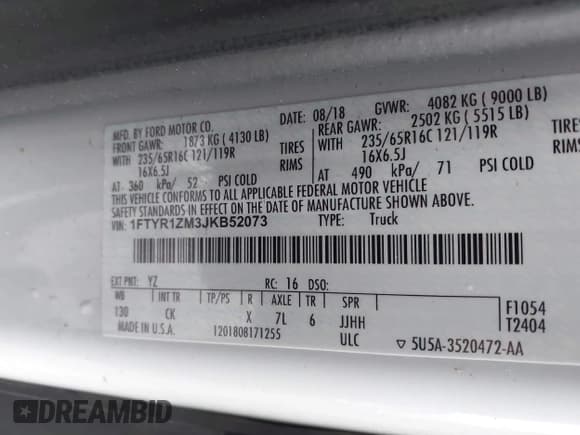 MFD. BY FORD MOTOR CO.
DATE: 08/18 GVWR: 4082 KG ( 9000 LB)
FRONT GAWR: 1873 KG ( 4130 LB)
REAR GAWR: 2502 KG ( 5515 LB)
WITH 235/65R16C 121/119R TIRES
WITH 235/65R16C 121/119R TIRES
16X6.5J RIMS
16X6.5J RIMS
AT 360 kPa/ 52 PSI COLD
AT 490 kPa/ 71 PSI COLD
THIS VEHICLE CONFORMS TO ALL APPLICABLE FEDERAL MOTOR VEHICLE
SAFETY STANDARDS IN EFFECT ON THE DATE OF MANUFACTURE SHOWN ABOVE.
VIN: 1FTYR1ZM3JKB52073 TYPE: Truck
EXT PNT: YZ RC: 16 DSO:
WB INT TR TP/PS R AXLE TR SPR
130 CK X 7L 6 JJHH
F1054
T2404
MADE IN U.S.A. 1201808171255 ULC
▽ 5U5A-3520472-AA
DREAMBID